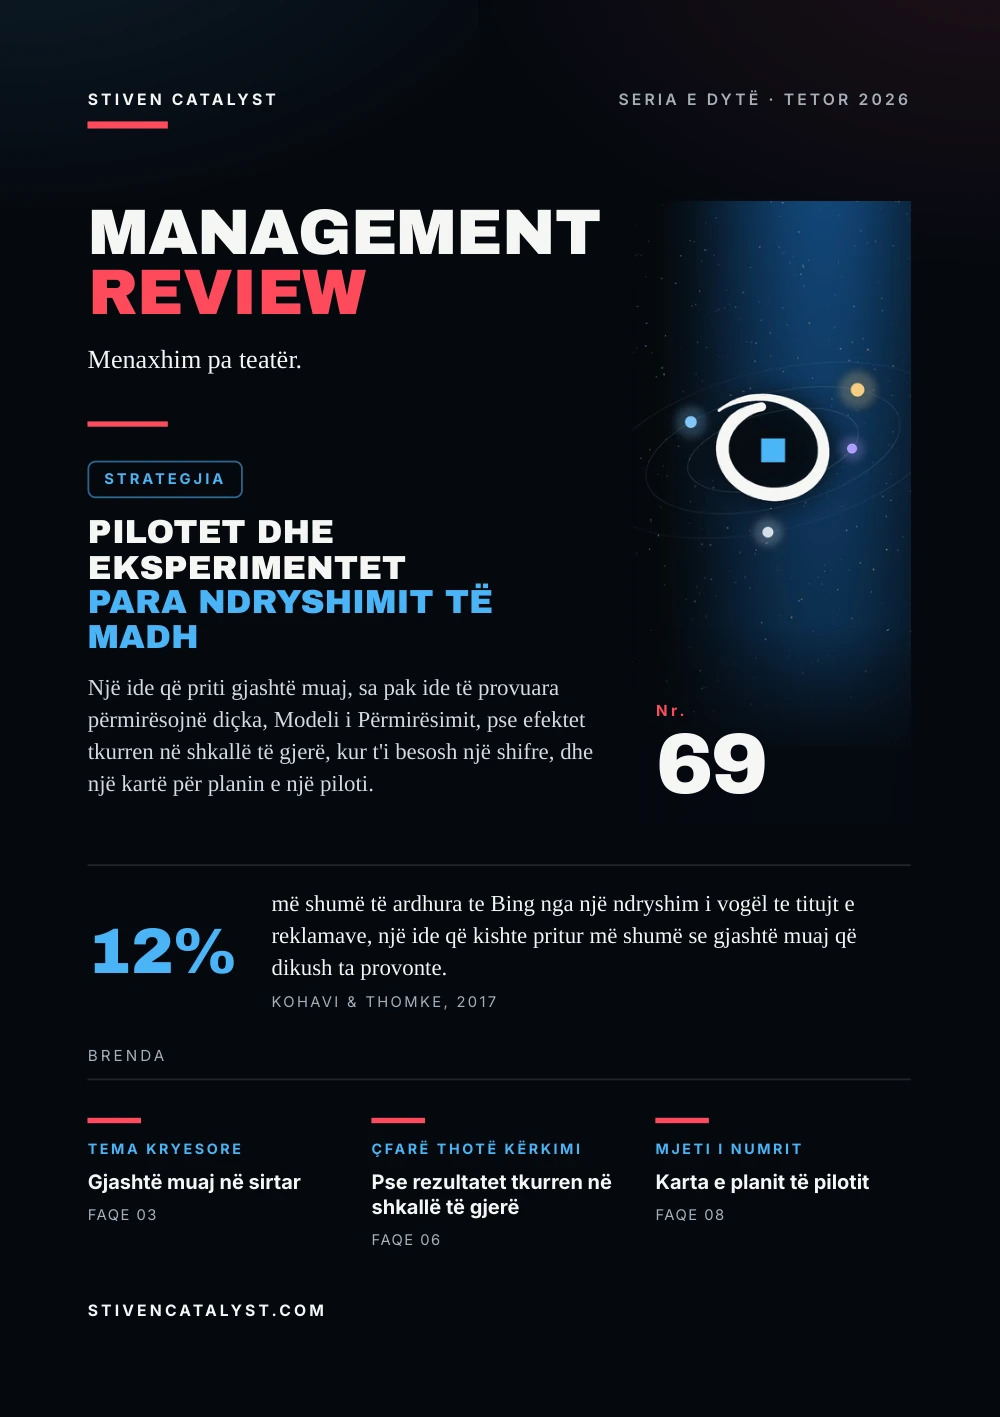 STIVEN CATALYST
SERIA E DYTË · TETOR 2026
MANAGEMENT
REVIEW
Menaxhim pa teatër.
STRATEGJIA
PILOTET DHE
EKSPERIMENTET
PARA NDRYSHIMIT TË
MADH
Një ide që priti gjashtë muaj, sa pak ide të provuara
përmirësojnë diçka, Modeli i Përmirësimit, pse efektet
tkurren në shkallë të gjerë, kur t'i besosh një shifre, dhe
një kartë për planin e një piloti.
Nr.
69
12%
më shumë të ardhura te Bing nga një ndryshim i vogël te titujt e
reklamave, një ide që kishte pritur më shumë se gjashtë muaj që
dikush ta provonte.
KOHAVI & THOMKE, 2017
BRENDA
TEMA KRYESORE
Gjashtë muaj në sirtar
FAQE 03
ÇFARË THOTË KËRKIMI
Pse rezultatet tkurren në
shkallë të gjerë
FAQE 06
MJETI I NUMRIT
Karta e planit të pilotit
FAQE 08
STIVENCATALYST.COM